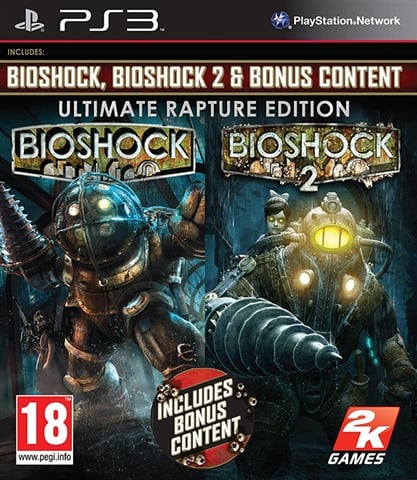 PS3
PlayStation®Network
INCLUDES:
BIOSHOCK, BIOSHOCK 2 & BONUS CONTENT
ULTIMATE RAPTURE EDITION
BIOSHOCK
BIOSHOCK
2
INCLUDES
BONUS
CONTENT
18
www.pegi.info
2K
GAMES